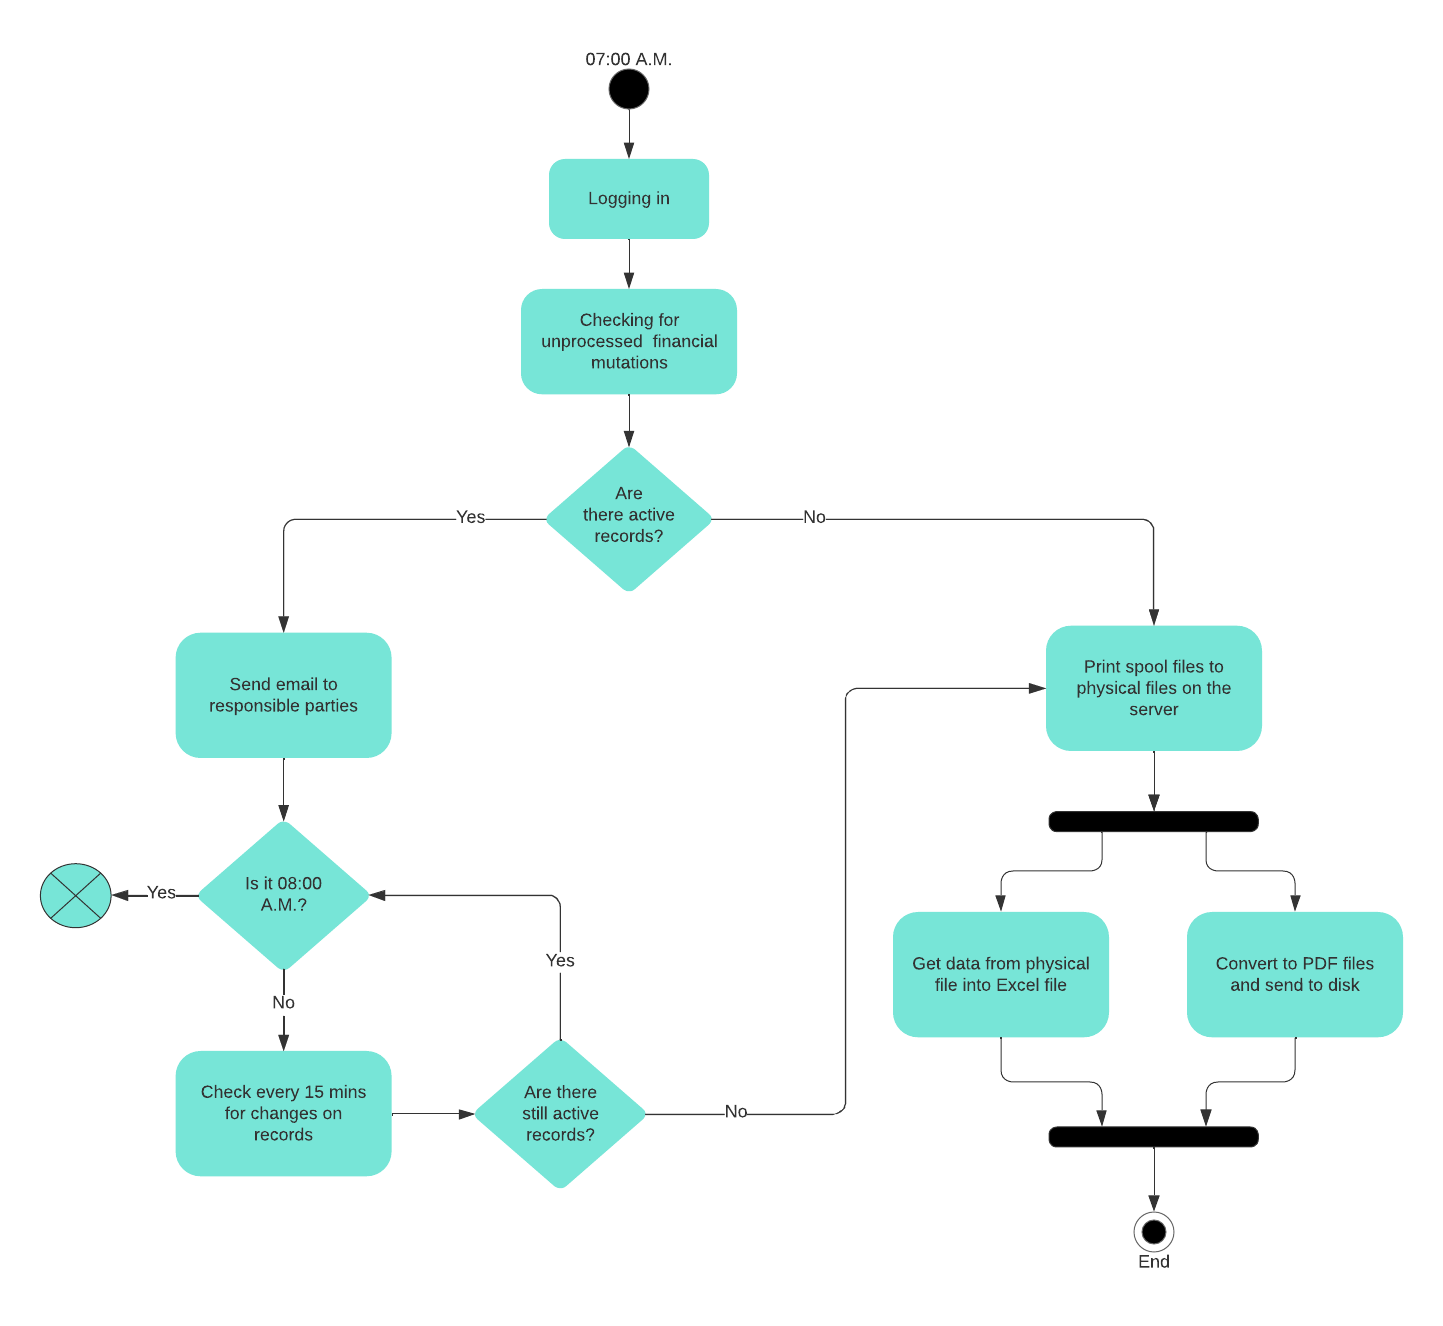 07:00 A.M.
Logging in
Checking for
unprocessed  financial
mutations
Are
there active
records?
Yes
No
Send email to
responsible parties
Print spool files to
physical files on the
server
Is it 08:00
A.M.?
Yes
No
Yes
Check every 15 mins
for changes on
records
Are there
still active
records?
No
Get data from physical
file into Excel file
Convert to PDF files
and send to disk
End